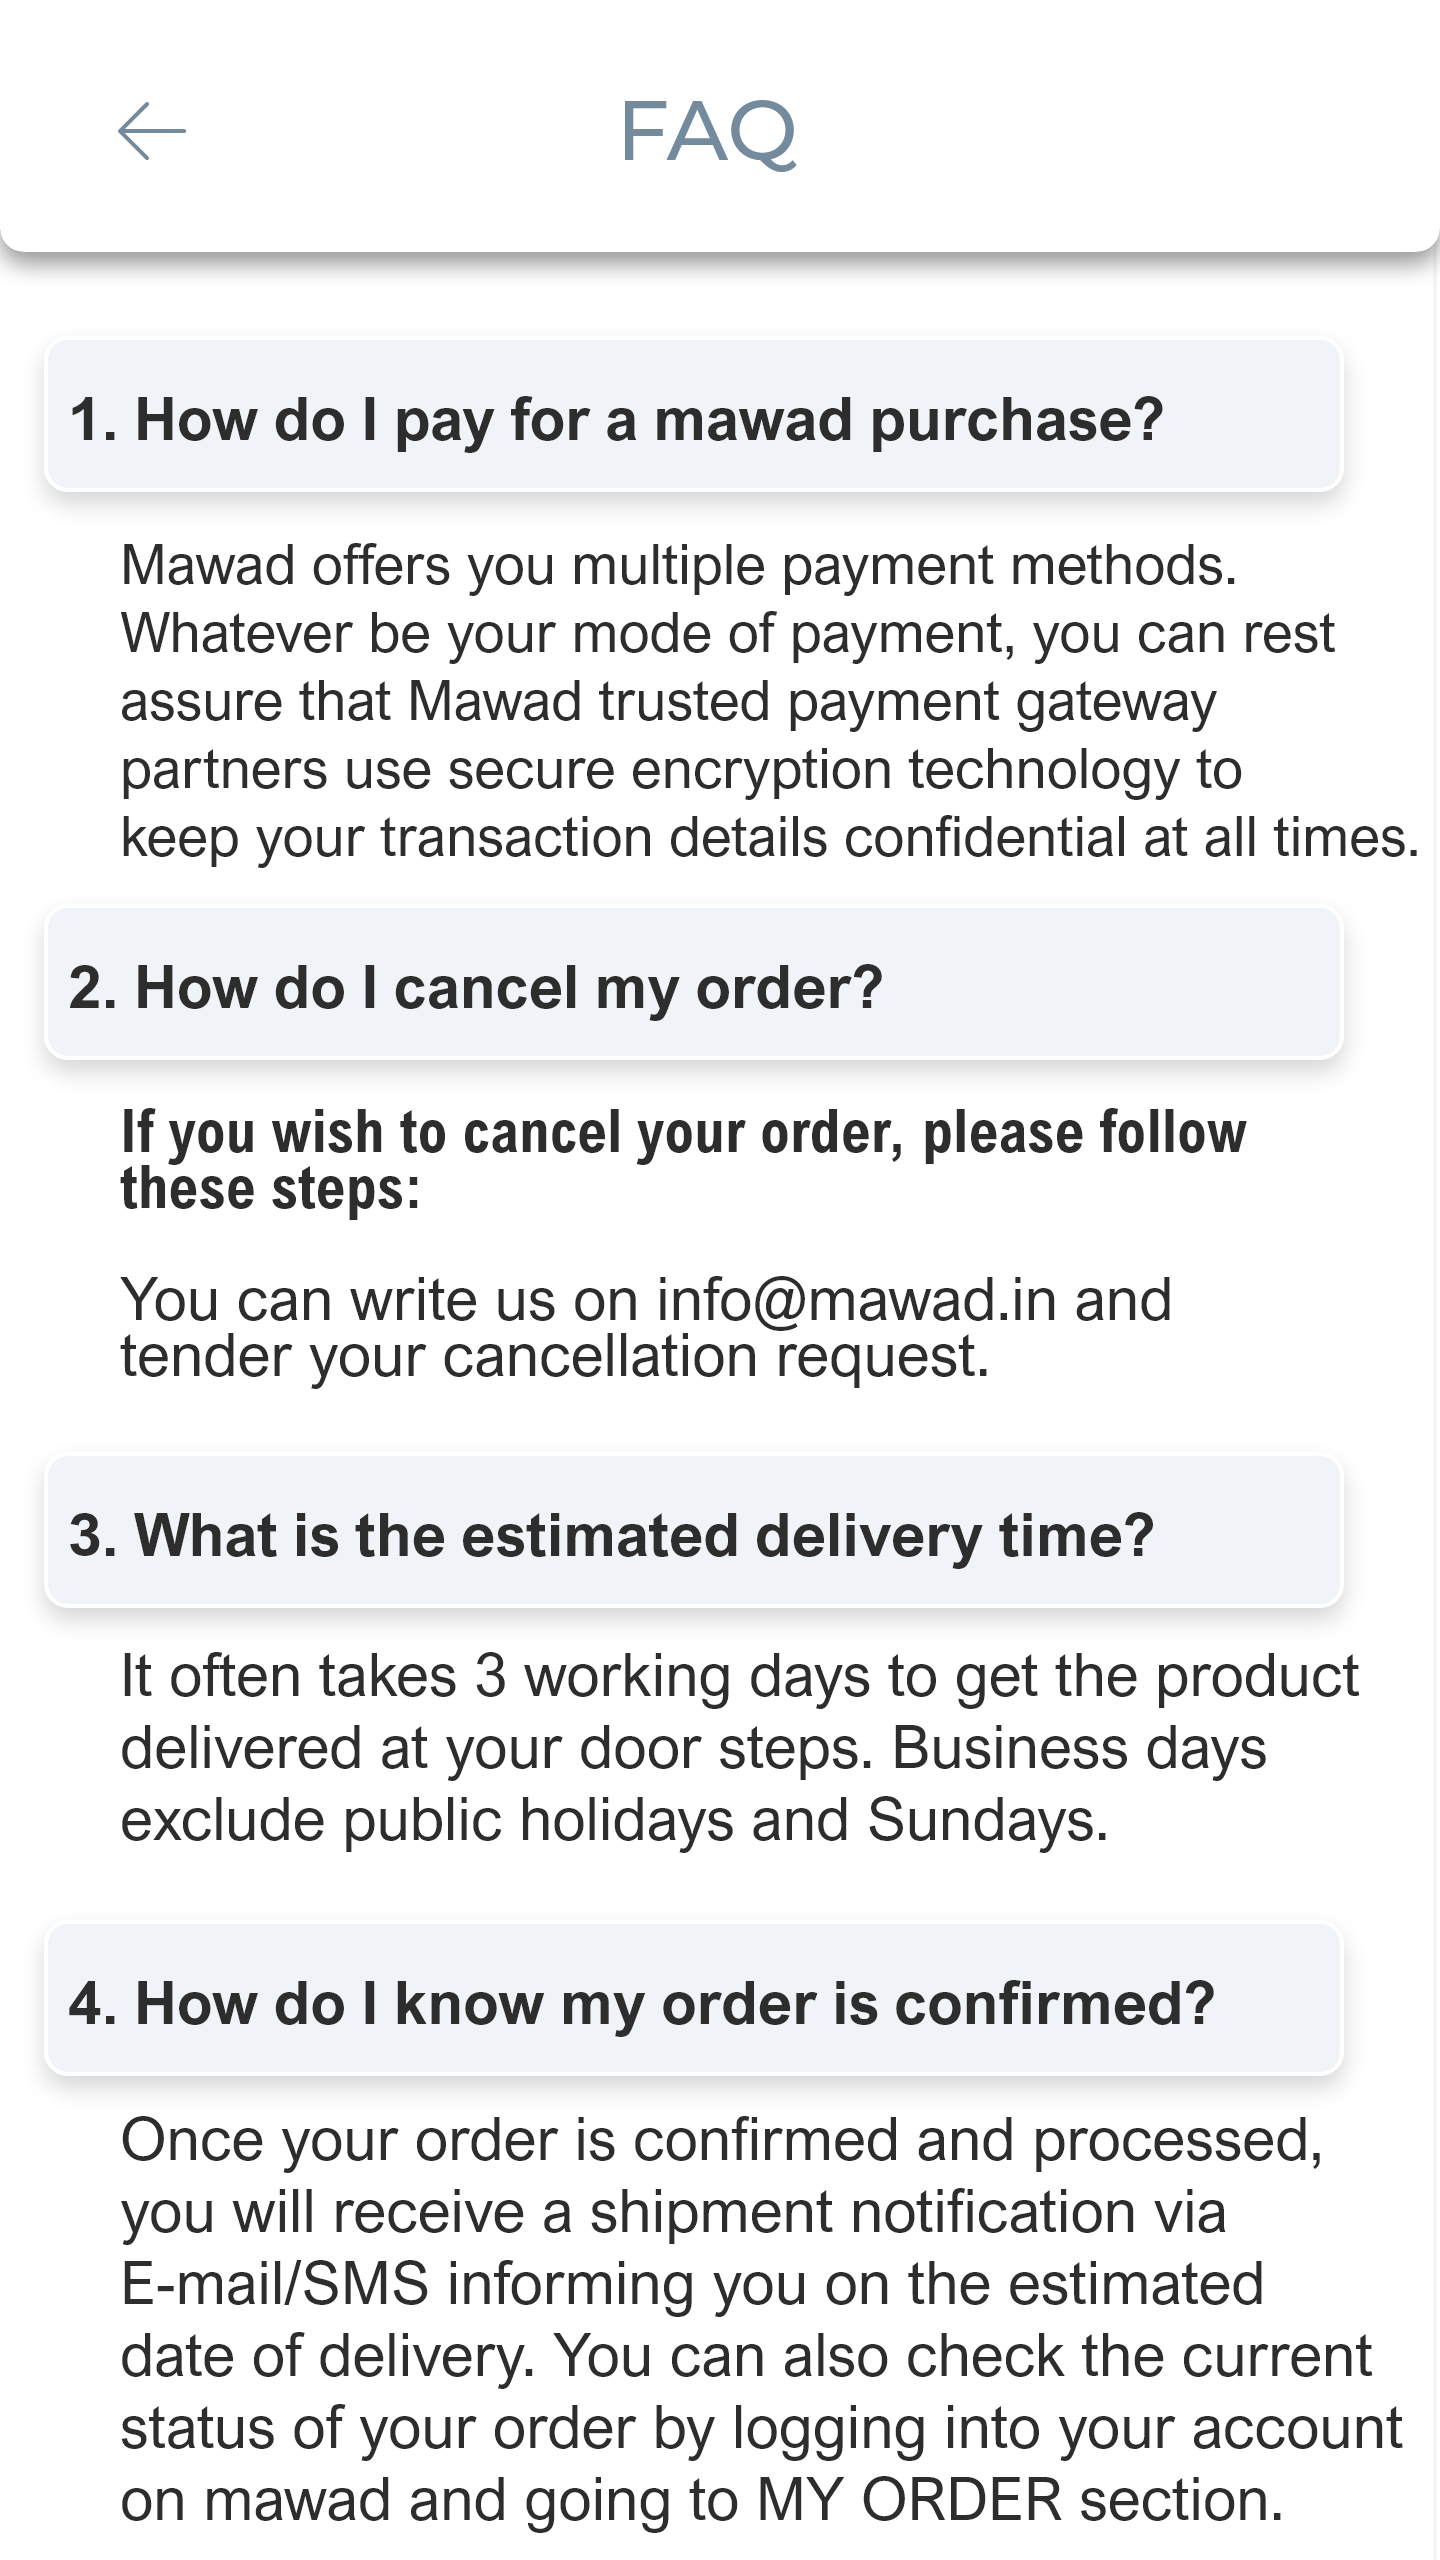 FAQ
1. How do I pay for a mawad purchase?
Mawad offers you multiple payment methods.
Whatever be your mode of payment, you can rest
assure that Mawad trusted payment gateway
partners use secure encryption technology to
keep your transaction details confidential at all times.
2. How do I cancel my order?
If you wish to cancel your order, please follow
these steps:
You can write us on info@mawad.in and
tender your cancellation request.
3. What is the estimated delivery time?
It often takes 3 working days to get the product
delivered at your door steps. Business days
exclude public holidays and Sundays.
4. How do I know my order is confirmed?
Once your order is confirmed and processed,
you will receive a shipment notification via
E-mail/SMS informing you on the estimated
date of delivery. You can also check the current
status of your order by logging into your account
on mawad and going to MY ORDER section.